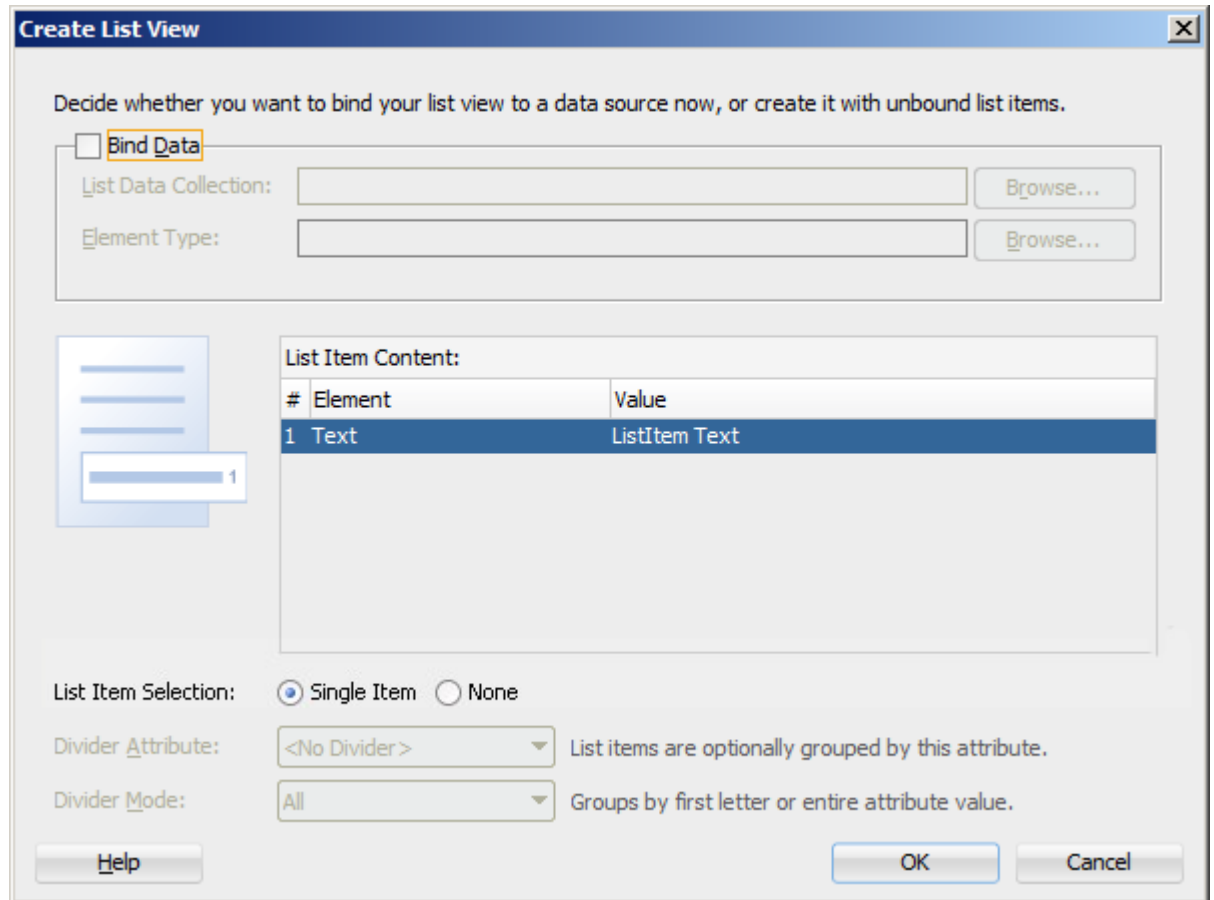 Create List View
Decide whether you want to bind your list view to a data source now, or create it with unbound list items.
Bind Data
List Data Collection: Browse...
Element Type: Browse...
List Item Content:
# Element Value
1 Text ListItem Text
1
List Item Selection: Single Item None
Divider Attribute: <No Divider> List items are optionally grouped by this attribute.
Divider Mode: All Groups by first letter or entire attribute value.
Help OK Cancel